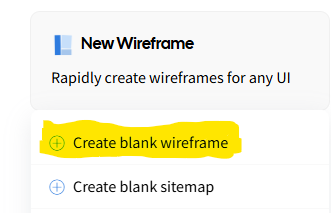 New Wireframe
Rapidly create wireframes for any UI
Create blank wireframe
Create blank sitemap